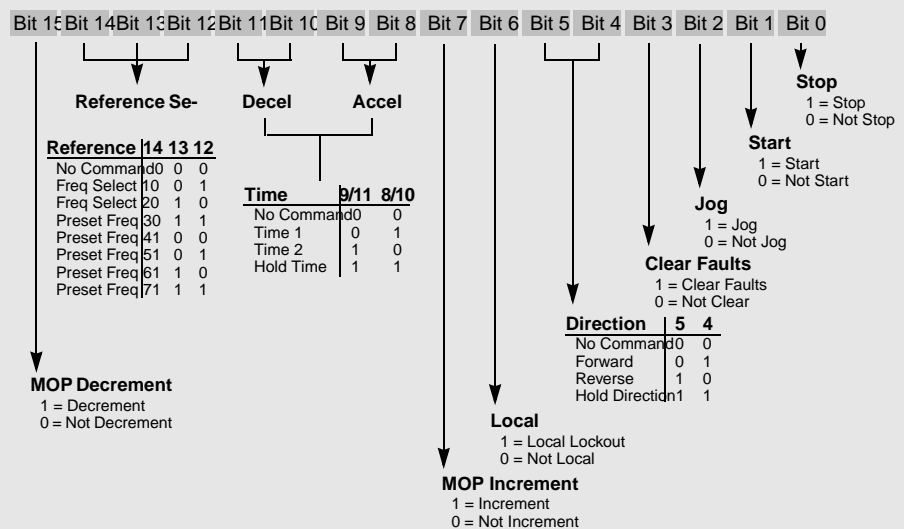 Bit 15 Bit 14 Bit 13 Bit 12 Bit 11 Bit 10 Bit 9 Bit 8 Bit 7 Bit 6 Bit 5 Bit 4 Bit 3 Bit 2 Bit 1 Bit 0
Reference Se-
Decel
Accel
Stop
1 = Stop
0 = Not Stop
Start
1 = Start
0 = Not Start
Jog
1 = Jog
0 = Not Jog
Clear Faults
1 = Clear Faults
0 = Not Clear
Reference 14 13 12
No Command 0 0 0
Freq Select 1 0 0 1
Freq Select 2 0 1 0
Preset Freq 3 0 1 1
Preset Freq 4 1 0 0
Preset Freq 5 1 0 1
Preset Freq 6 1 1 0
Preset Freq 7 1 1 1
Time 9/11 8/10
No Command 0 0
Time 1 0 1
Time 2 1 0
Hold Time 1 1
Direction 5 4
No Command 0 0
Forward 0 1
Reverse 1 0
Hold Direction 1 1
MOP Decrement
1 = Decrement
0 = Not Decrement
Local
1 = Local Lockout
0 = Not Local
MOP Increment
1 = Increment
0 = Not Increment